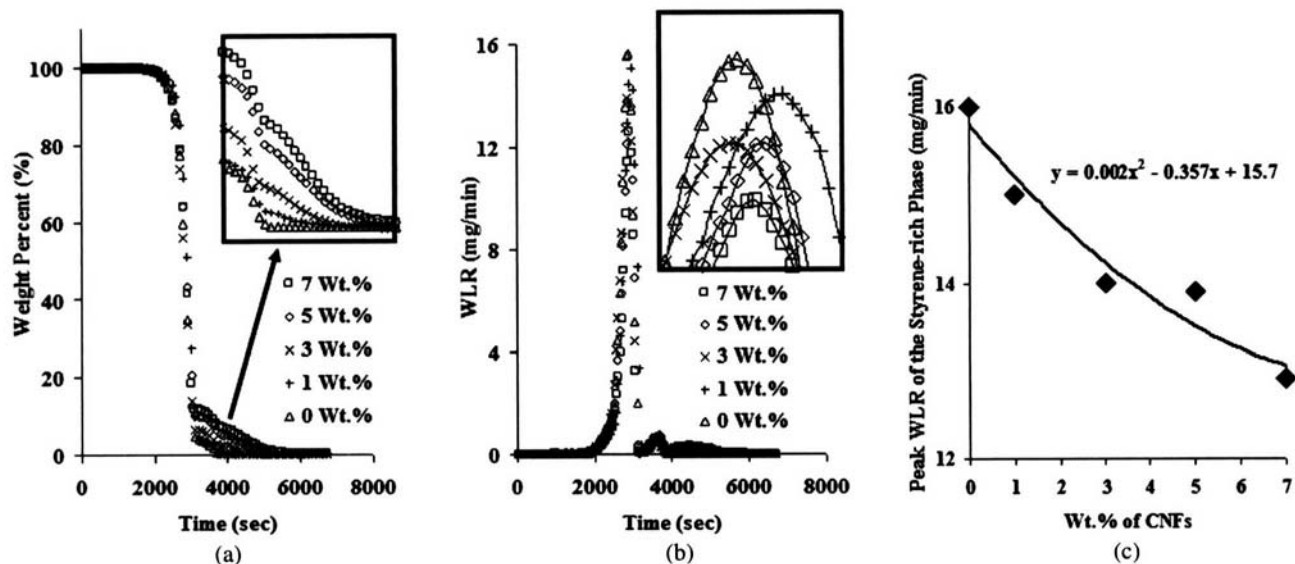 Weight Percent (%)
100
80
60
40
20
0
7 Wt.%
5 Wt.%
3 Wt.%
1 Wt.%
0 Wt.%
0 2000 4000 6000 8000
Time (sec)
(a)
WLR (mg/min)
16
12
8
4
0
7 Wt.%
5 Wt.%
3 Wt.%
1 Wt.%
0 Wt.%
0 2000 4000 6000 8000
Time (sec)
(b)
Peak WLR of the Styrene-rich Phase (mg/min)
16
14
12
y = 0.002x² - 0.357x + 15.7
0 1 2 3 4 5 6 7
Wt.% of CNFs
(c)